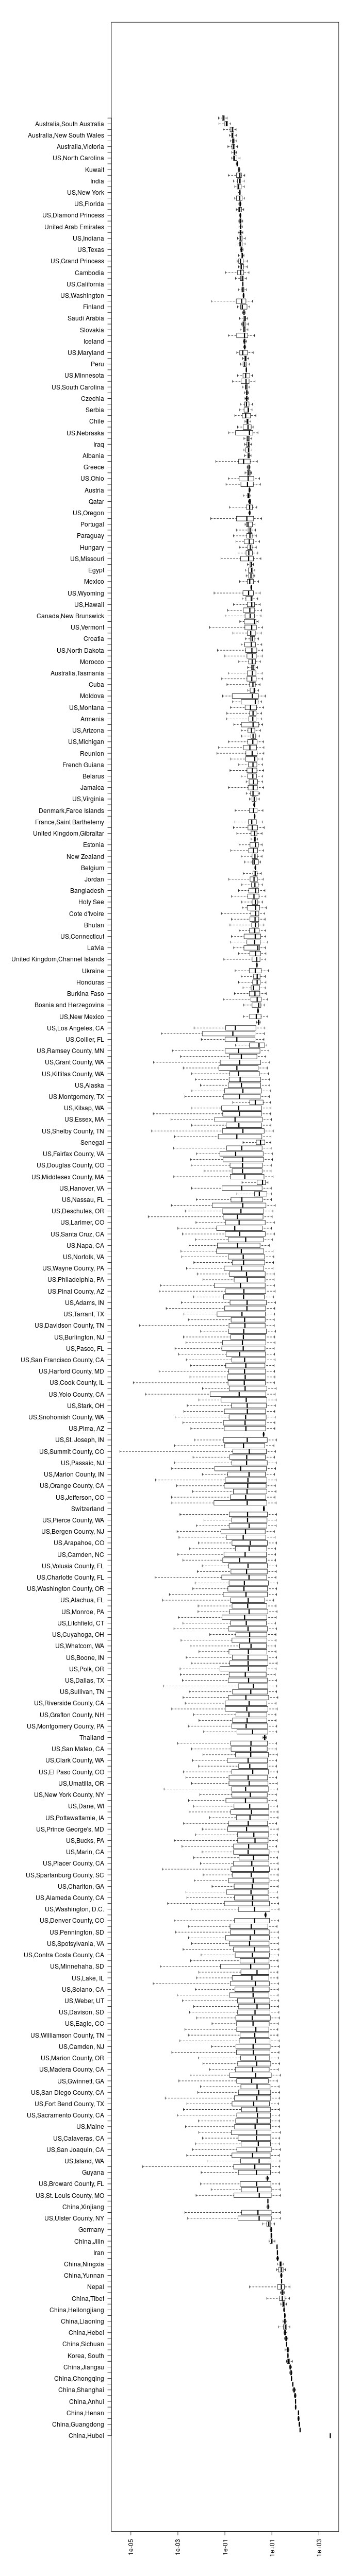 Australia,South Australia
Australia,New South Wales
Australia,Victoria
US,North Carolina
Kuwait
India
US,New York
US,Florida
US,Diamond Princess
United Arab Emirates
US,Indiana
US,Texas
US,Grand Princess
Cambodia
US,California
US,Washington
Finland
Saudi Arabia
Slovakia
Iceland
US,Maryland
Peru
US,Minnesota
US,South Carolina
Czechia
Serbia
Chile
US,Nebraska
Iraq
Albania
Greece
US,Ohio
Austria
Qatar
US,Oregon
Portugal
Paraguay
Hungary
US,Missouri
Egypt
Mexico
US,Wyoming
US,Hawaii
Canada,New Brunswick
US,Vermont
Croatia
US,North Dakota
Morocco
Australia,Tasmania
Cuba
Moldova
US,Montana
Armenia
US,Arizona
US,Michigan
Reunion
French Guiana
Belarus
Jamaica
US,Virginia
Denmark,Faroe Islands
France,Saint Barthelemy
United Kingdom,Gibraltar
Estonia
New Zealand
Belgium
Jordan
Bangladesh
Holy See
Cote d'Ivoire
Bhutan
US,Connecticut
Latvia
United Kingdom,Channel Islands
Ukraine
Honduras
Burkina Faso
Bosnia and Herzegovina
US,New Mexico
US,Los Angeles, CA
US,Collier, FL
US,Ramsey County, MN
US,Grant County, WA
US,Kittitas County, WA
US,Alaska
US,Montgomery, TX
US,Kitsap, WA
US,Essex, MA
US,Shelby County, TN
Senegal
US,Fairfax County, VA
US,Douglas County, CO
US,Middlesex County, MA
US,Hanover, VA
US,Nassau, FL
US,Deschutes, OR
US,Larimer, CO
US,Santa Cruz, CA
US,Napa, CA
US,Norfolk, VA
US,Wayne County, PA
US,Philadelphia, PA
US,Pinal County, AZ
US,Adams, IN
US,Tarrant, TX
US,Davidson County, TN
US,Burlington, NJ
US,Pasco, FL
US,San Francisco County, CA
US,Harford County, MD
US,Cook County, IL
US,Yolo County, CA
US,Stark, OH
US,Snohomish County, WA
US,Pima, AZ
US,St. Joseph, IN
US,Summit County, CO
US,Passaic, NJ
US,Marion County, IN
US,Orange County, CA
US,Jefferson, CO
Switzerland
US,Pierce County, WA
US,Bergen County, NJ
US,Arapahoe, CO
US,Camden, NC
US,Volusia County, FL
US,Charlotte County, FL
US,Washington County, OR
US,Alachua, FL
US,Monroe, PA
US,Litchfield, CT
US,Cuyahoga, OH
US,Whatcom, WA
US,Boone, IN
US,Polk, OR
US,Dallas, TX
US,Sullivan, TN
US,Riverside County, CA
US,Grafton County, NH
US,Montgomery County, PA
Thailand
US,San Mateo, CA
US,Clark County, WA
US,El Paso County, CO
US,Umatilla, OR
US,New York County, NY
US,Dane, WI
US,Pottawattamie, IA
US,Prince George's, MD
US,Bucks, PA
US,Marin, CA
US,Placer County, CA
US,Spartanburg County, SC
US,Charlton, GA
US,Alameda County, CA
US,Washington, D.C.
US,Denver County, CO
US,Pennington, SD
US,Spotsylvania, VA
US,Contra Costa County, CA
US,Minnehaha, SD
US,Lake, IL
US,Solano, CA
US,Weber, UT
US,Davison, SD
US,Eagle, CO
US,Williamson County, TN
US,Camden, NJ
US,Marion County, OR
US,Madera County, CA
US,Gwinnett, GA
US,San Diego County, CA
US,Fort Bend County, TX
US,Sacramento County, CA
US,Maine
US,Calaveras, CA
US,San Joaquin, CA
US,Island, WA
Guyana
US,Broward County, FL
US,St. Louis County, MO
China,Xinjiang
US,Ulster County, NY
Germany
China,Jilin
Iran
China,Ningxia
China,Yunnan
Nepal
China,Tibet
China,Heilongjiang
China,Liaoning
China,Hebei
China,Sichuan
Korea, South
China,Jiangsu
China,Chongqing
China,Shanghai
China,Anhui
China,Henan
China,Guangdong
China,Hubei
1e-05
1e-03
1e-01
1e+01
1e+03